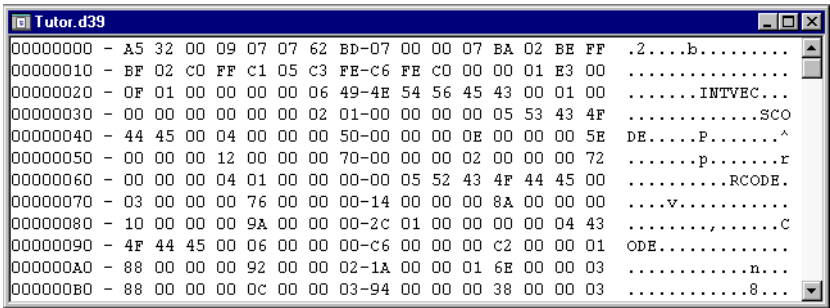 Tutor.d39
00000000 - A5 32 00 09 07 07 62 BD-07 00 00 07 BA 02 BE FF .2....b.........
00000010 - BF 02 C0 FF C1 05 C3 FE-C6 FE C0 00 00 01 E3 00 ................
00000020 - 0F 01 00 00 00 00 06 49-4E 54 56 45 43 00 01 00 .......INTVEC...
00000030 - 00 00 00 00 00 00 02 01-00 00 00 00 05 53 43 4F .............SCO
00000040 - 44 45 00 04 00 00 00 50-00 00 00 0E 00 00 00 5E DE.....P.......^
00000050 - 00 00 00 12 00 00 00 70-00 00 00 02 00 00 00 72 .......p.......r
00000060 - 00 00 00 04 01 00 00 00-00 05 52 43 4F 44 45 00 ..........RCODE.
00000070 - 03 00 00 00 76 00 00 00-14 00 00 00 8A 00 00 00 ....v...........
00000080 - 10 00 00 00 9A 00 00 00-2C 01 00 00 00 00 04 43 ........,......C
00000090 - 4F 44 45 00 06 00 00 00-C6 00 00 00 C2 00 00 01 ODE.............
000000A0 - 88 00 00 00 92 00 00 02-1A 00 00 01 6E 00 00 03 ............n...
000000B0 - 88 00 00 00 0C 00 00 03-94 00 00 00 38 00 00 03 ............8...